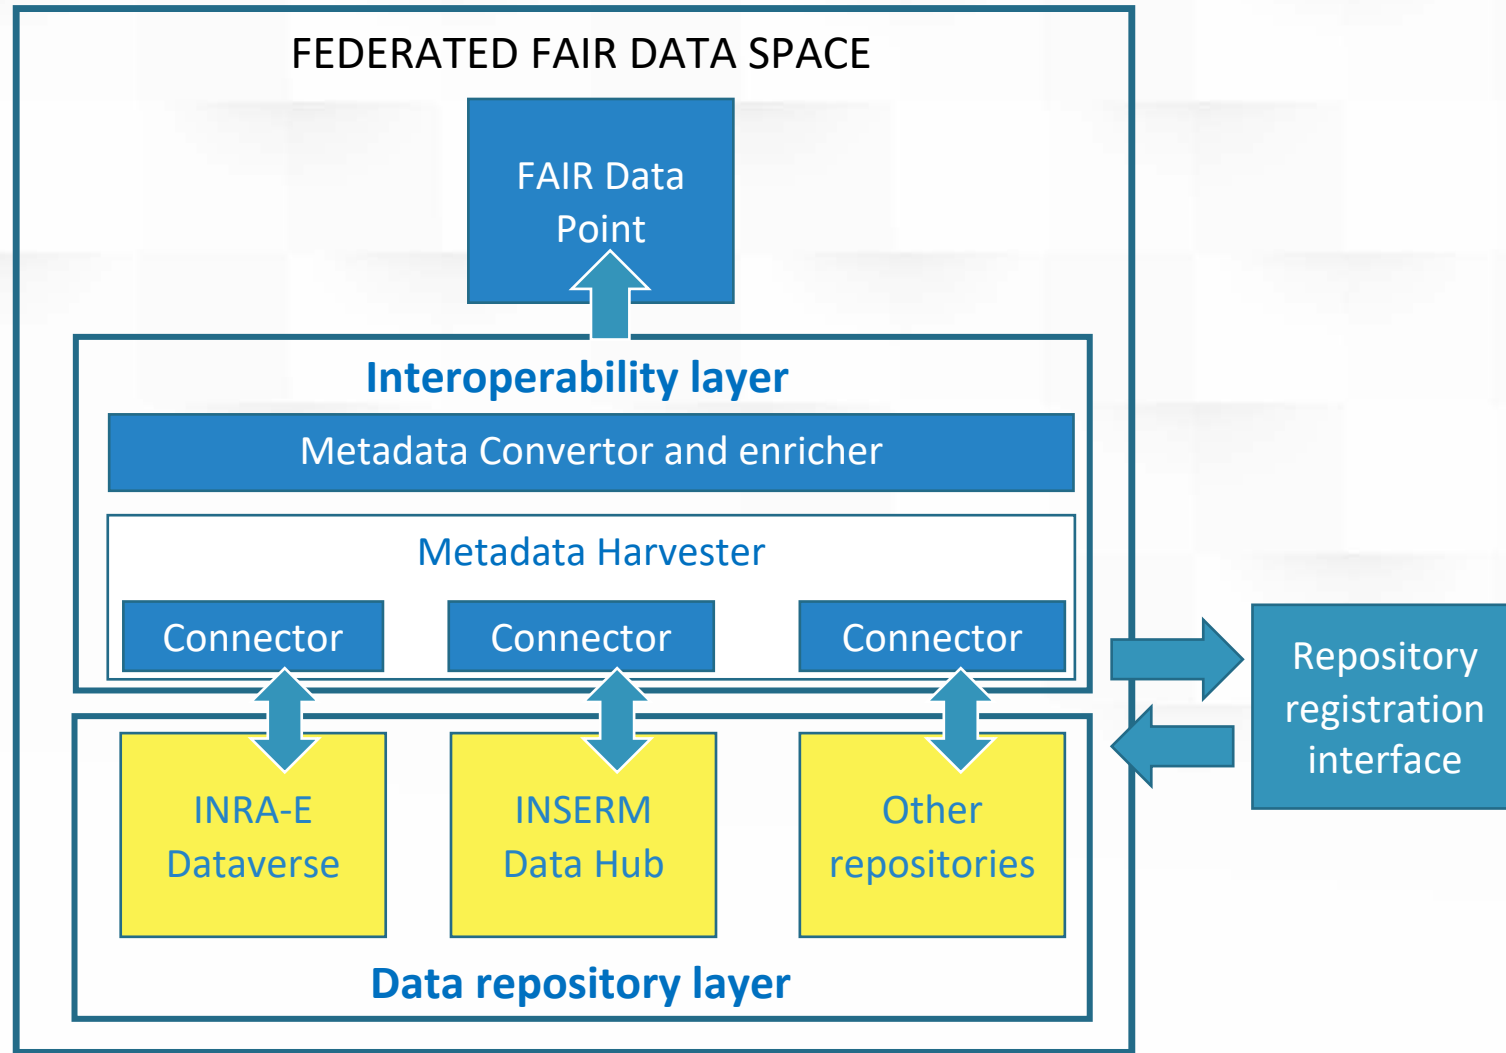 FEDERATED FAIR DATA SPACE
FAIR Data
Point
Interoperability layer
Metadata Convertor and enricher
Metadata Harvester
Connector
Connector
Connector
Repository
registration
interface
INRA-E
Dataverse
INSERM
Data Hub
Other
repositories
Data repository layer